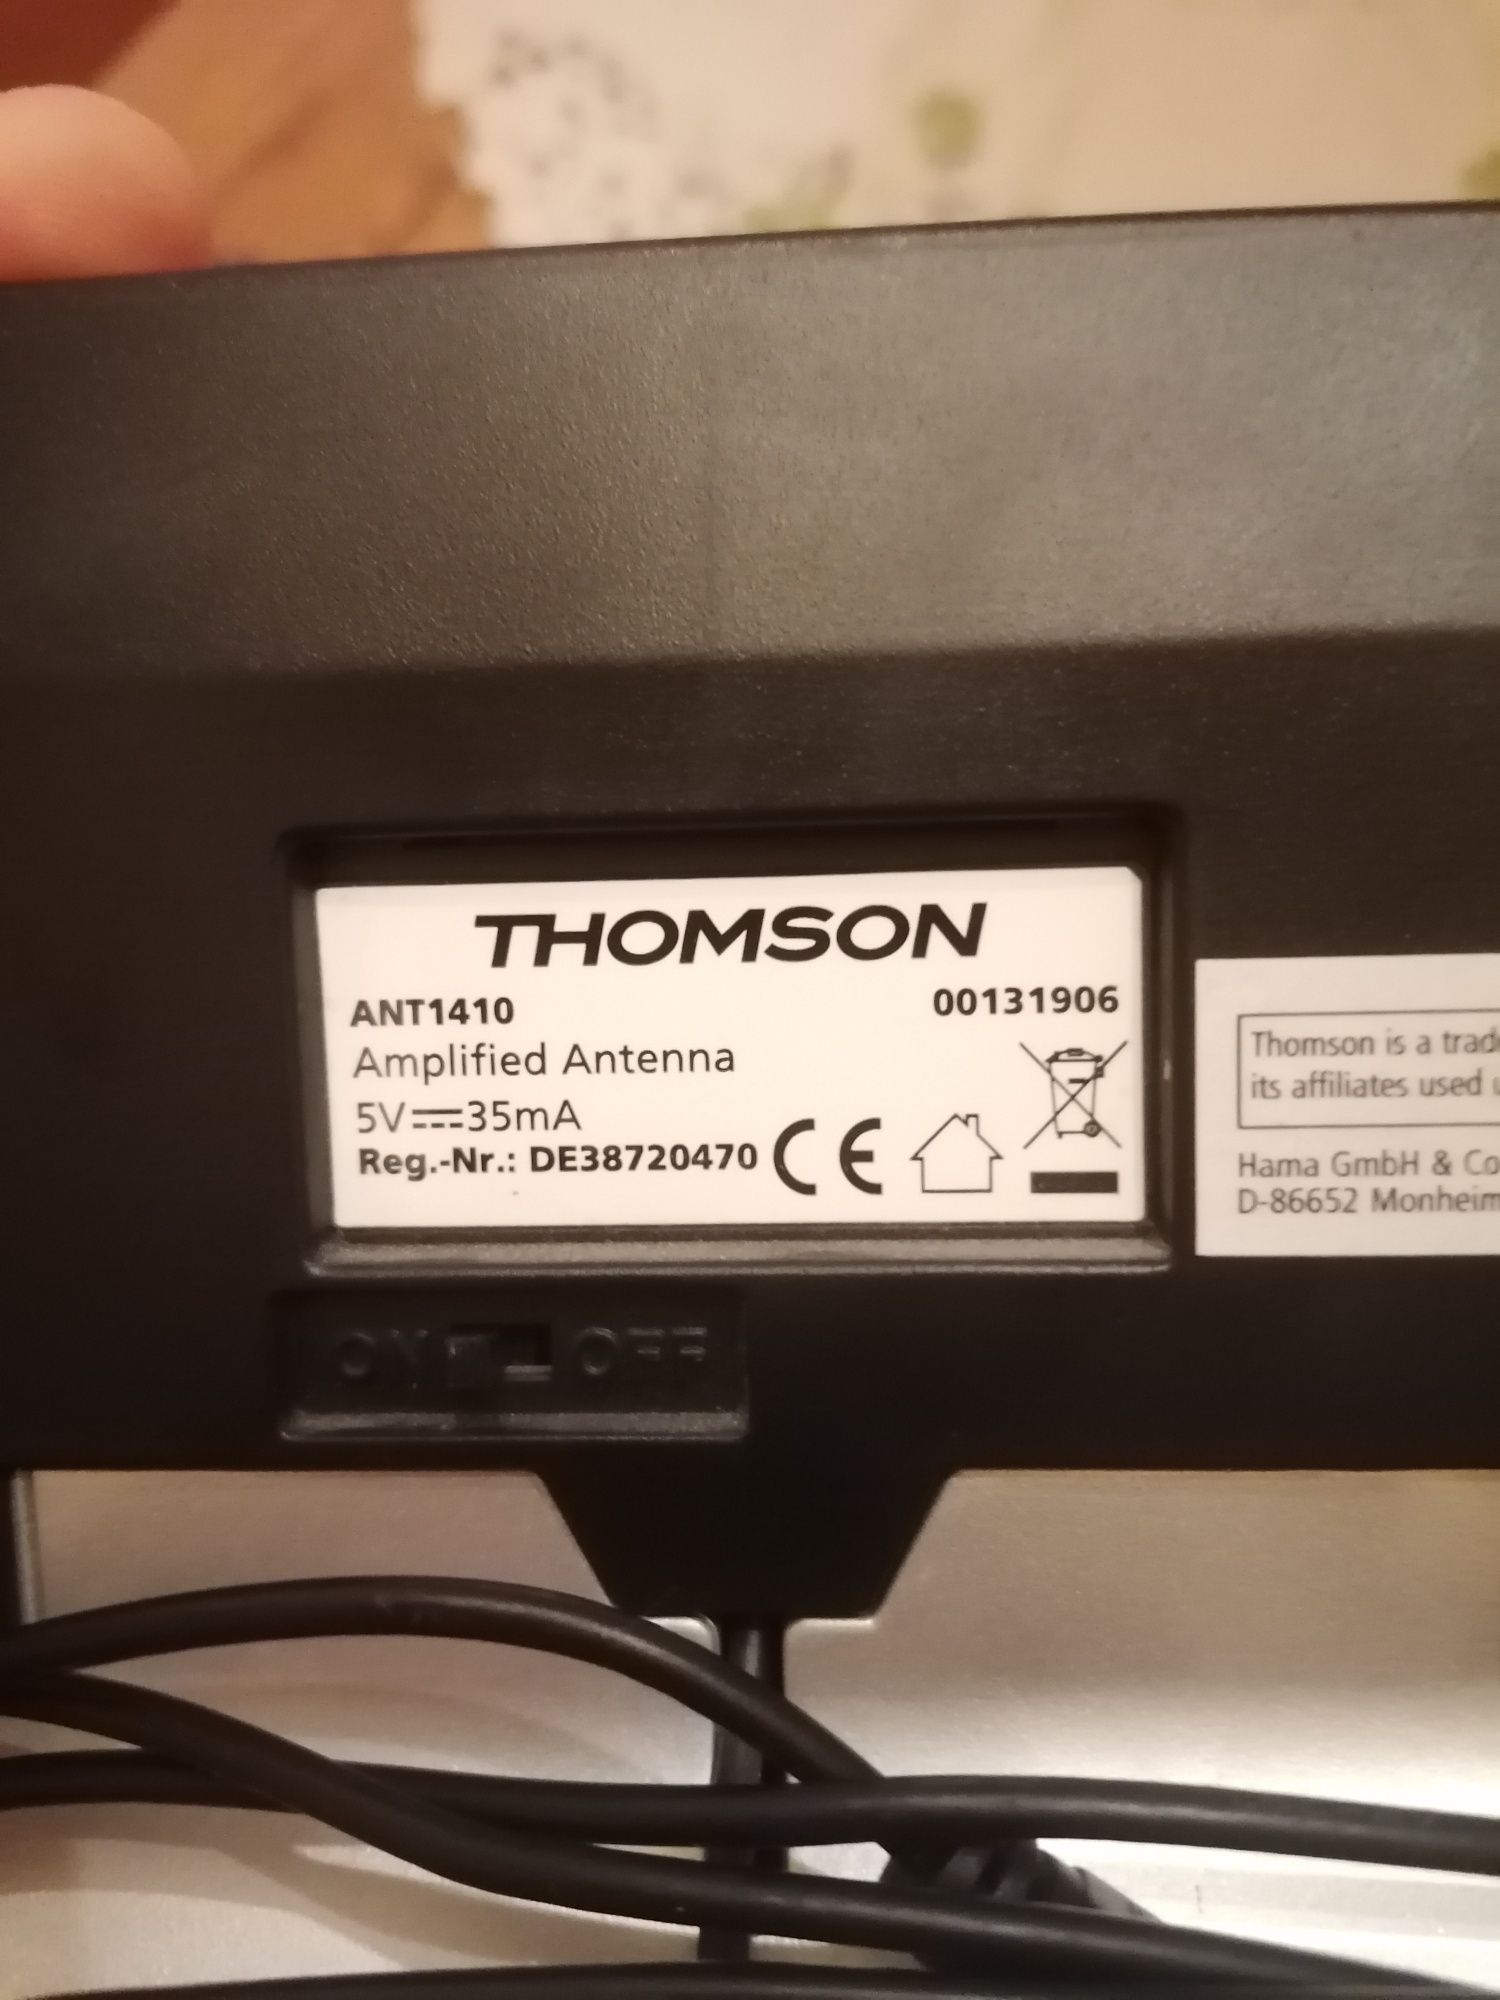 THOMSON
ANT1410 00131906
Amplified Antenna
5V⎓35mA
Reg.-Nr.: DE38720470 CE
Thomson is a
its affiliates used
Hama GmbH & Co
D-86652 Monheim
ON OFF